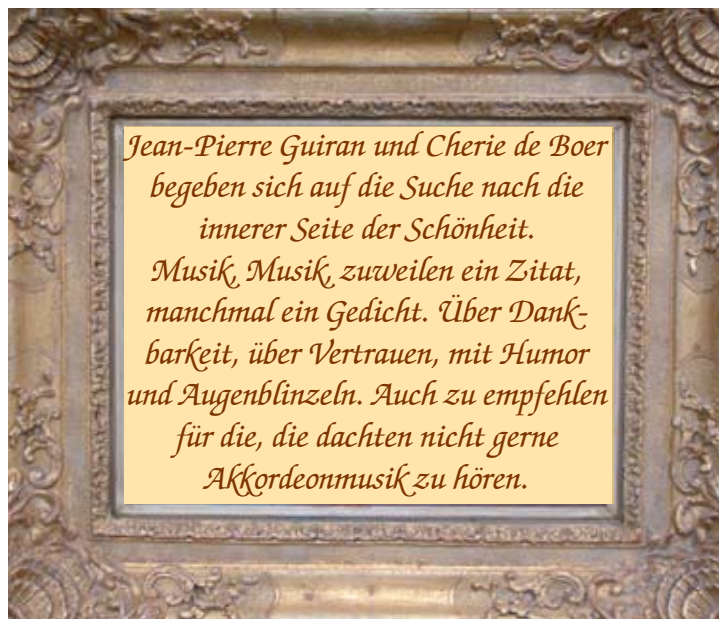 Jean-Pierre Guiran und Cherie de Boer
begeben sich auf die Suche nach die
innerer Seite der Schönheit.
Musik, Musik, zuweilen ein Zitat,
manchmal ein Gedicht. Über Dank-
barkeit, über Vertrauen, mit Humor
und Augenblinzeln. Auch zu empfehlen
für die, die dachten nicht gerne
Akkordeonmusik zu hören.